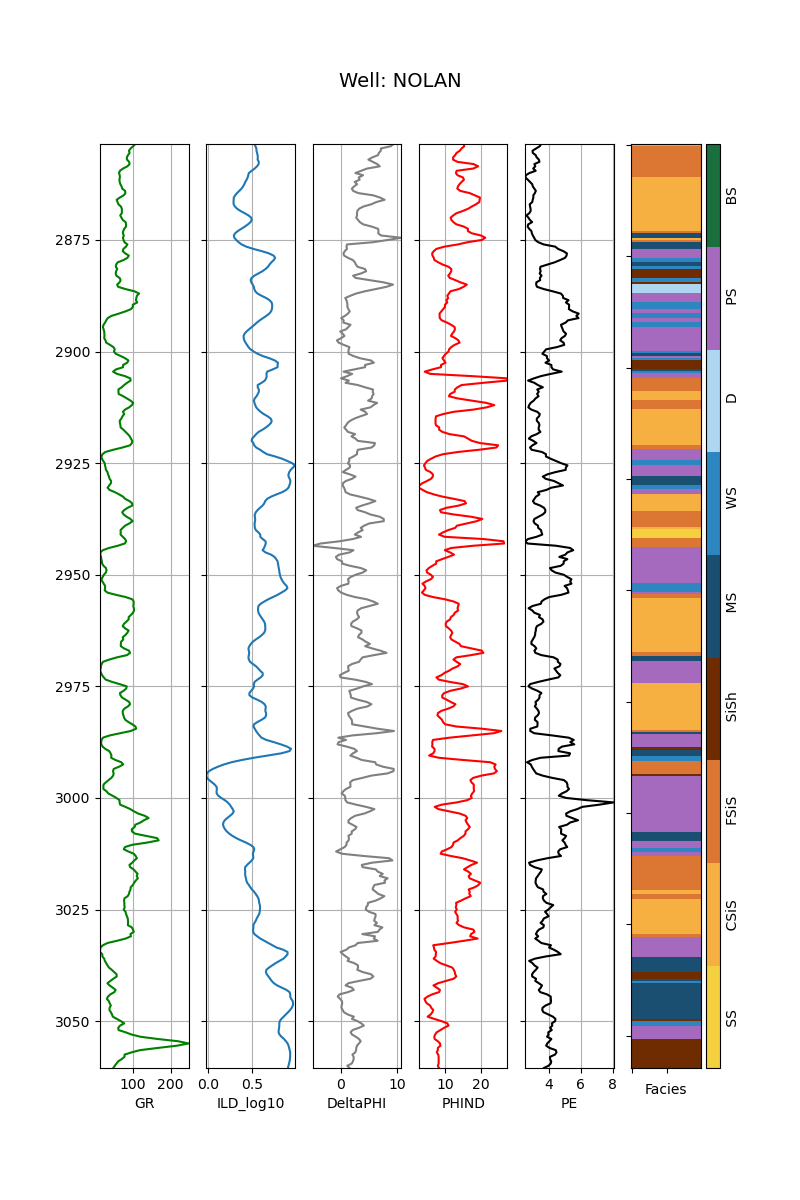 Well: NOLAN
2875
2900
2925
2950
2975
3000
3025
3050
100 200
0.0 0.5
0 10
10 20
4 6 8
GR
ILD_log10
DeltaPHI
PHIND
PE
Facies
BS
PS
D
WS
MS
SiSh
FSiS
CSiS
SS